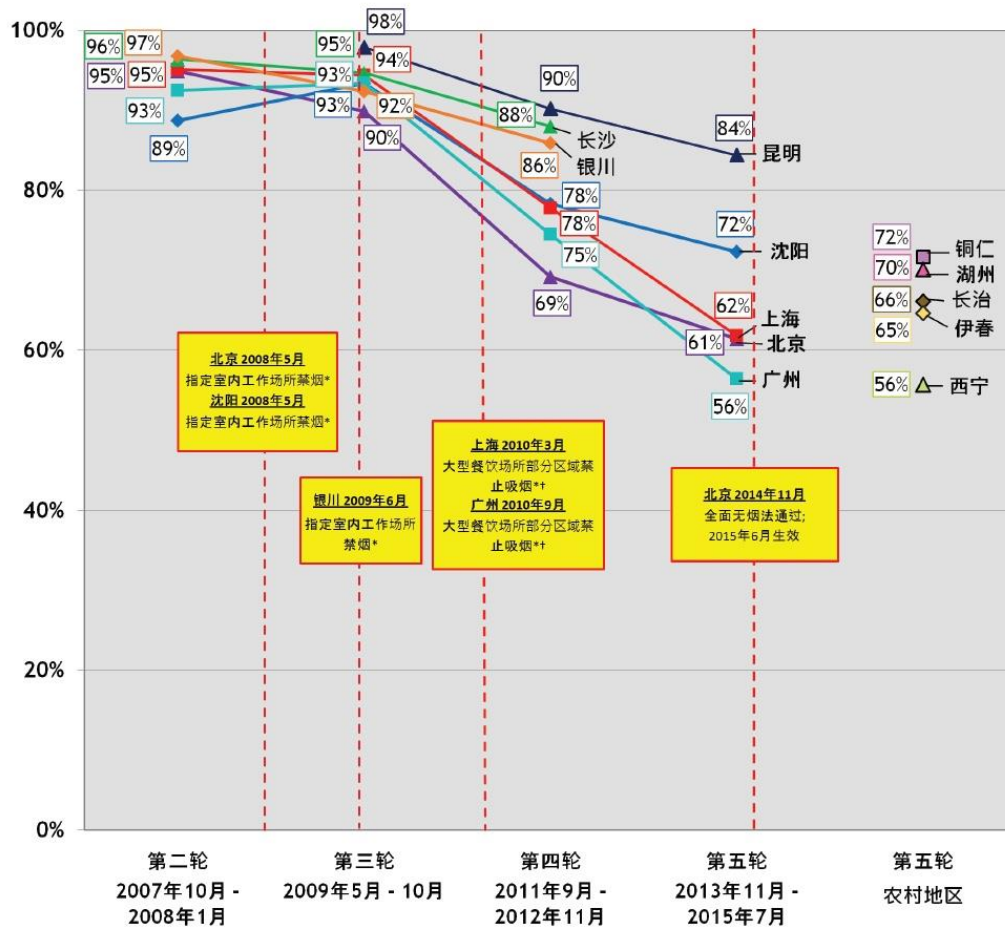 100%
80%
60%
40%
20%
0%
96%
97%
95%
95%
93%
89%
98%
95%
94%
93%
93%
92%
90%
90%
88%
86%
长沙
银川
78%
78%
75%
69%
84%
昆明
72%
沈阳
62%
上海
61%
北京
56%
广州
72%
铜仁
70%
湖州
66%
长治
65%
伊春
56%
西宁
北京 2008年5月
指定室内工作场所禁烟*
沈阳 2008年5月
指定室内工作场所禁烟*
银川 2009年6月
指定室内工作场所
禁烟*
上海 2010年3月
大型餐饮场所部分区域禁
止吸烟*†
广州 2010年9月
大型餐饮场所部分区域禁
止吸烟*†
北京 2014年11月
全面无烟法通过;
2015年6月生效
第二轮
2007年10月 -
2008年1月
第三轮
2009年5月 - 10月
第四轮
2011年9月 -
2012年11月
第五轮
2013年11月 -
2015年7月
第五轮
农村地区